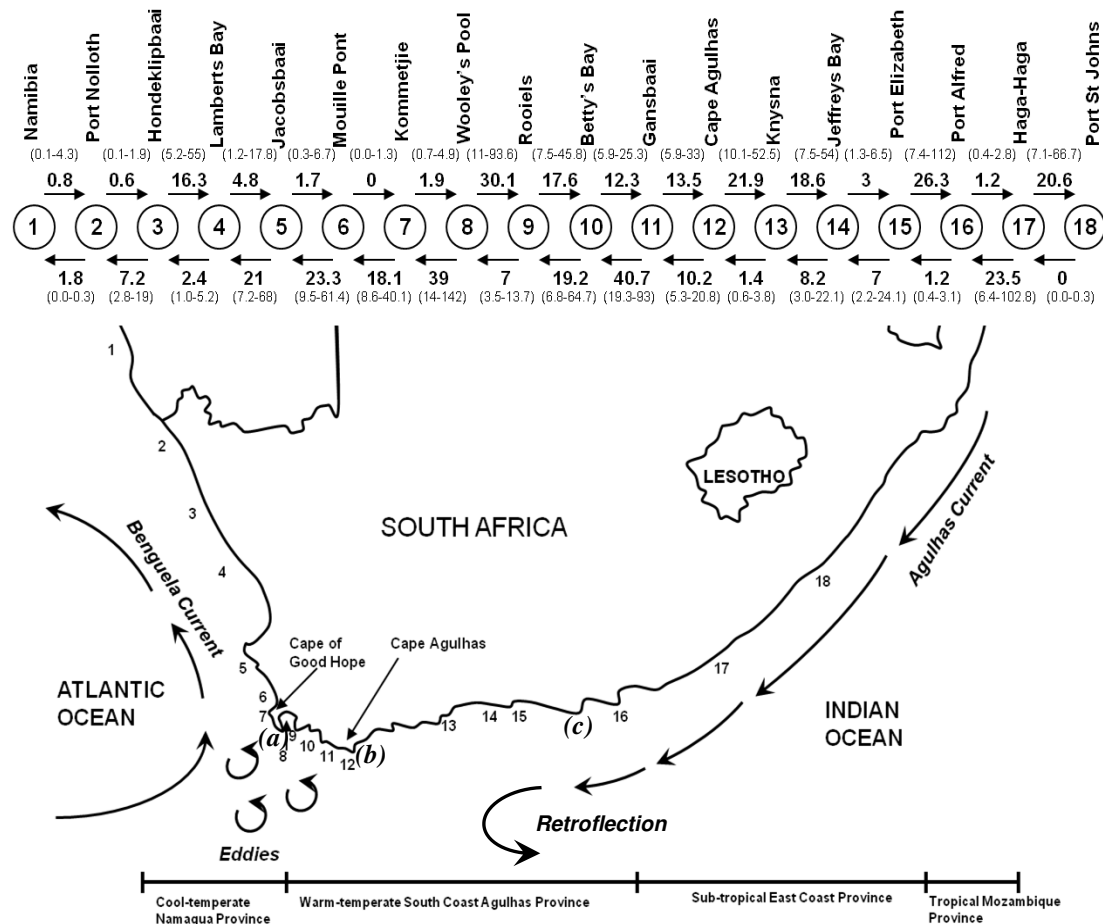 Namibia
Port Nolloth
Hondeklipbaai
Lamberts Bay
Jacobsbaai
Mouille Pont
Kommetjie
Wooley's Pool
Rooiels
Betty's Bay
Gansbaai
Cape Agulhas
Knysna
Jeffreys Bay
Port Elizabeth
Port Alfred
Haga-Haga
Port St Johns
(0.1-4.3) (0.1-1.9) (5.2-55) (1.2-17.8) (0.3-6.7) (0.0-1.3) (0.7-4.9) (11-93.6) (7.5-45.8) (5.9-25.3) (5.9-33) (10.1-52.5) (7.5-54) (1.3-6.5) (7.4-112) (0.4-2.8) (7.1-66.7)
0.8 0.6 16.3 4.8 1.7 0 1.9 30.1 17.6 12.3 13.5 21.9 18.6 3 26.3 1.2 20.6
1 2 3 4 5 6 7 8 9 10 11 12 13 14 15 16 17 18
1.8 7.2 2.4 21 23.3 18.1 39 7 19.2 40.7 10.2 1.4 8.2 7 1.2 23.5 0
(0.0-0.3) (2.8-19) (1.0-5.2) (7.2-68) (9.5-61.4) (8.6-40.1) (14-142) (3.5-13.7) (6.8-64.7) (19.3-93) (5.3-20.8) (0.6-3.8) (3.0-22.1) (2.2-24.1) (0.4-3.1) (6.4-102.8) (0.0-0.3)
1
2
3
4
5
6
7
8
9
10
11
12
13
14
15
16
17
18
LESOTHO
SOUTH AFRICA
Agulhas Current
Benguela Current
Cape of
Good Hope
Cape Agulhas
ATLANTIC
OCEAN
INDIAN
OCEAN
(a)
(b)
(c)
Retroflection
Eddies
Cool-temperate
Namaqua Province
Warm-temperate South Coast Agulhas Province
Sub-tropical East Coast Province
Tropical Mozambique
Province